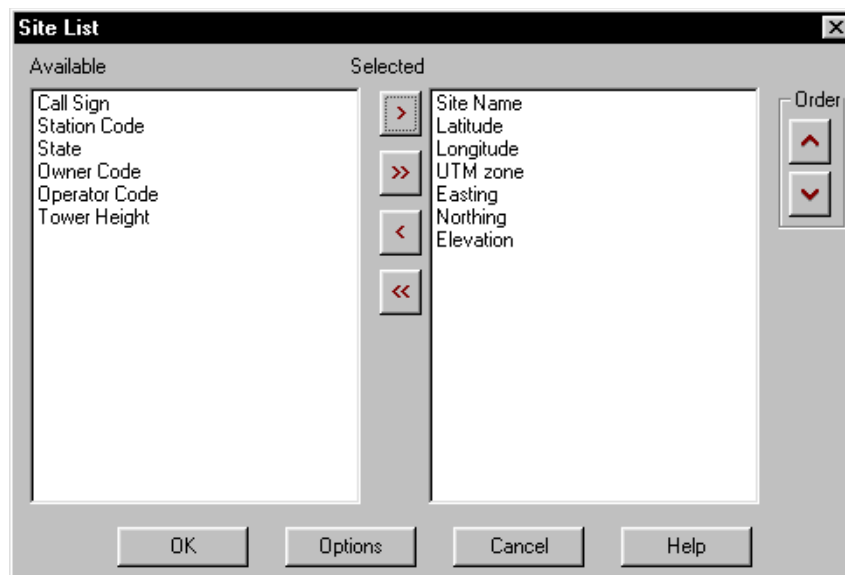 Site List
Available
Selected
Call Sign
Station Code
State
Owner Code
Operator Code
Tower Height
>
>>
<
<<
Site Name
Latitude
Longitude
UTM zone
Easting
Northing
Elevation
Order
OK
Options
Cancel
Help